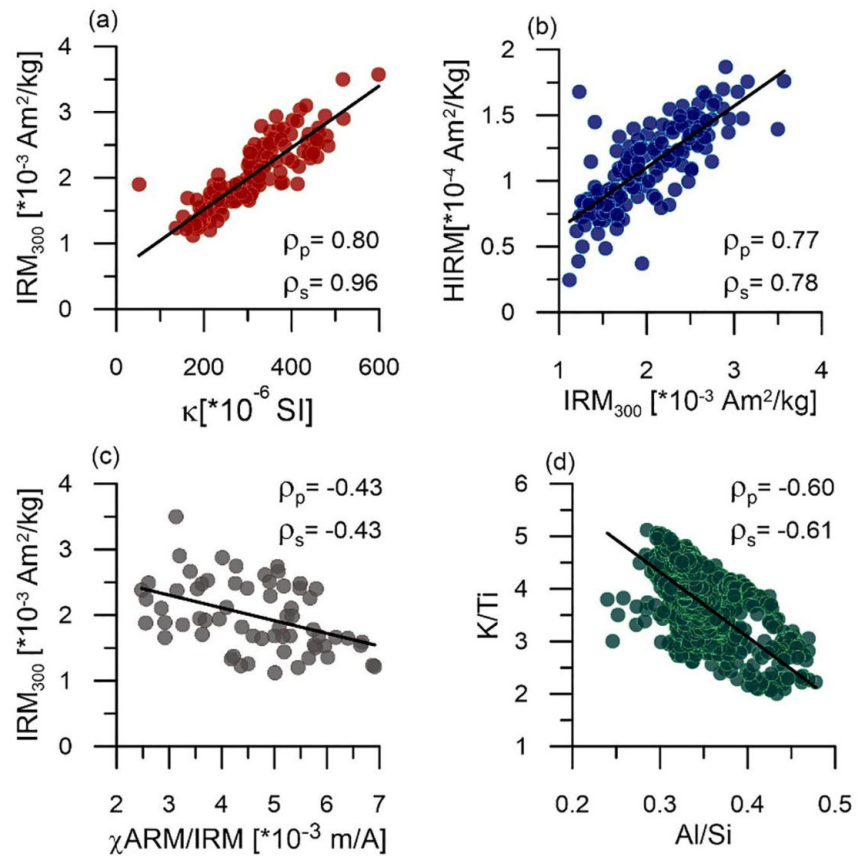 (a)
4
3
2
1
0
IRM₃₀₀ [*10⁻³ Am²/kg]
ρₚ= 0.80
ρₛ= 0.96
0 200 400 600
κ[*10⁻⁶ SI]
(b)
2
1.5
1
0.5
0
HIRM[*10⁻⁴ Am²/Kg]
ρₚ= 0.77
ρₛ= 0.78
1 2 3 4
IRM₃₀₀ [*10⁻³ Am²/kg]
(c)
4
3
2
1
0
IRM₃₀₀ [*10⁻³ Am²/kg]
ρₚ= -0.43
ρₛ= -0.43
2 3 4 5 6 7
χARM/IRM [*10⁻³ m/A]
(d)
6
5
4
3
2
1
K/Ti
ρₚ= -0.60
ρₛ= -0.61
0.2 0.3 0.4 0.5
Al/Si